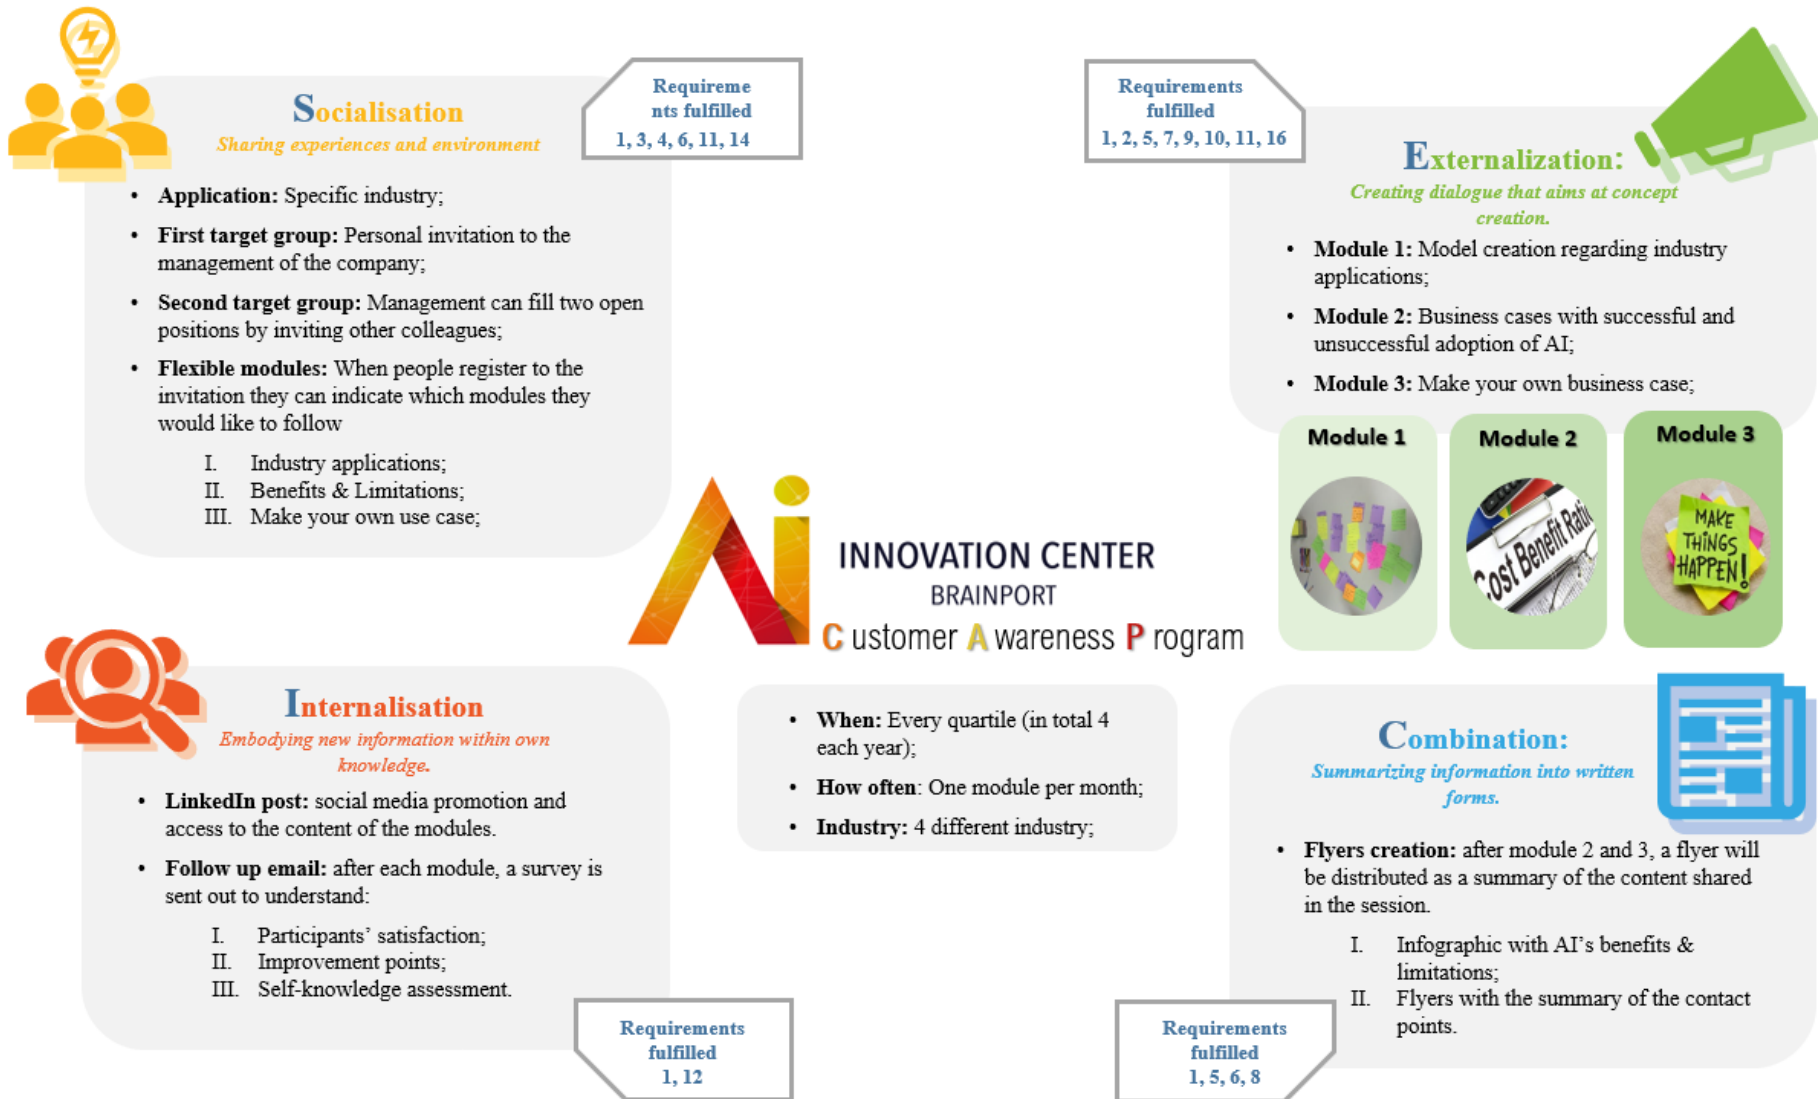 Socialisation
Sharing experiences and environment
Requireme
nts fulfilled
1, 3, 4, 6, 11, 14
• Application: Specific industry;
• First target group: Personal invitation to the
management of the company;
• Second target group: Management can fill two open
positions by inviting other colleagues;
• Flexible modules: When people register to the
invitation they can indicate which modules they
would like to follow
I. Industry applications;
II. Benefits & Limitations;
III. Make your own use case;
Requirements
fulfilled
1, 2, 5, 7, 9, 10, 11, 16
Externalization:
Creating dialogue that aims at concept
creation.
• Module 1: Model creation regarding industry
applications;
• Module 2: Business cases with successful and
unsuccessful adoption of AI;
• Module 3: Make your own business case;
Module 1
Module 2
Cost Benefit Ratio
Module 3
MAKE
THINGS
HAPPEN!
Ai
INNOVATION CENTER
BRAINPORT
C ustomer A wareness P rogram
• When: Every quartile (in total 4
each year);
• How often: One module per month;
• Industry: 4 different industry;
Internalisation
Embodying new information within own
knowledge.
• LinkedIn post: social media promotion and
access to the content of the modules.
• Follow up email: after each module, a survey is
sent out to understand:
I. Participants’ satisfaction;
II. Improvement points;
III. Self-knowledge assessment.
Requirements
fulfilled
1, 12
Combination:
Summarizing information into written
forms.
• Flyers creation: after module 2 and 3, a flyer will
be distributed as a summary of the content shared
in the session.
I. Infographic with AI’s benefits &
limitations;
II. Flyers with the summary of the contact
points.
Requirements
fulfilled
1, 5, 6, 8